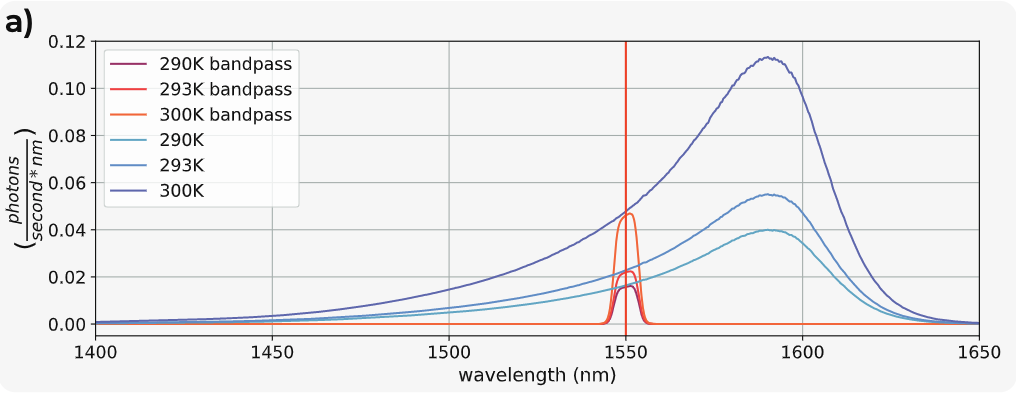 a)
0.12
0.10
0.08
0.06
0.04
0.02
0.00
(photons
second * nm)
290K bandpass
293K bandpass
300K bandpass
290K
293K
300K
1400 1450 1500 1550 1600 1650
wavelength (nm)